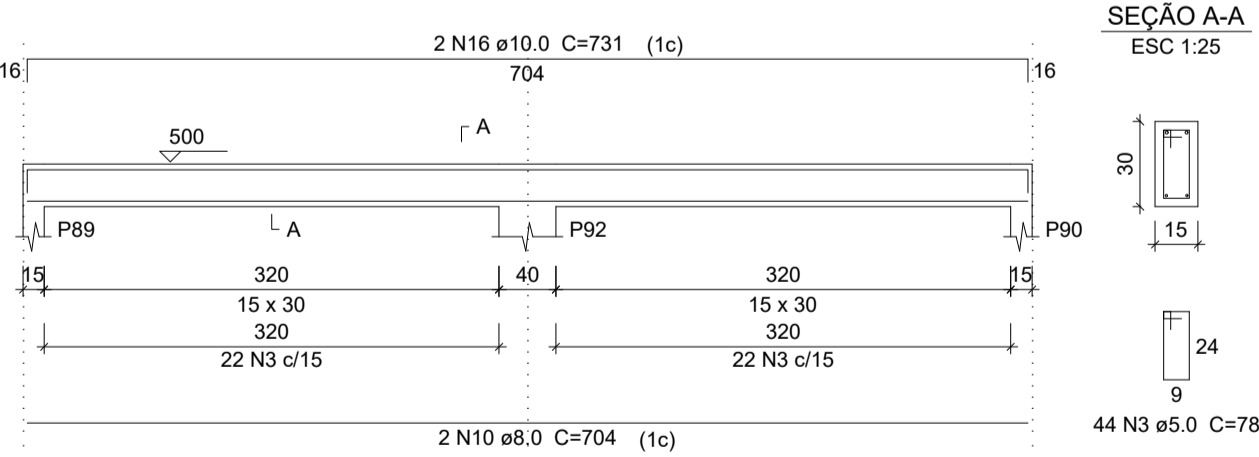 SEÇÃO A-A
ESC 1:25
2 N16 ø10.0 C=731 (1c)
16 704 16
A
500
30
15
P89 A P92 P90
15 320 40 320 15
15 x 30 15 x 30
320 320
22 N3 c/15 22 N3 c/15
24
9
44 N3 ø5.0 C=78
2 N10 ø8.0 C=704 (1c)